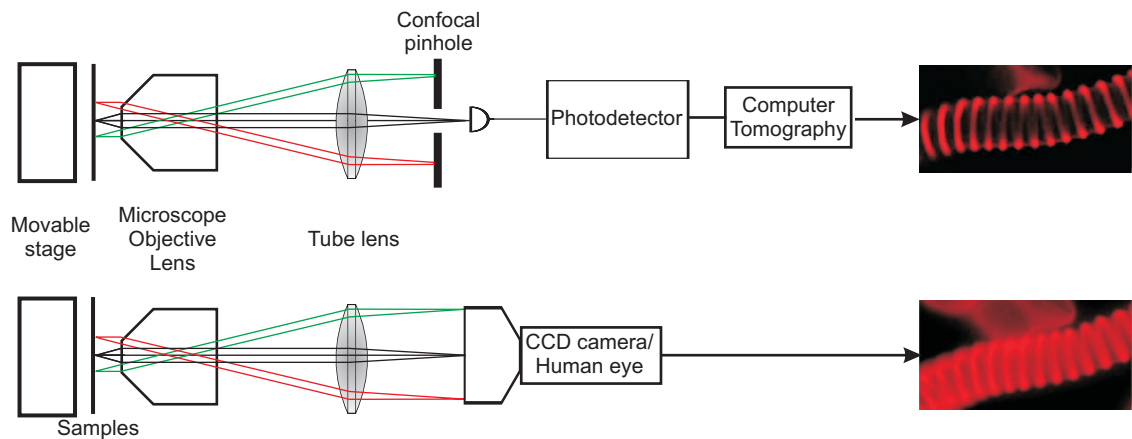 Confocal
pinhole
Photodetector
Computer
Tomography
Movable
stage
Microscope
Objective
Lens
Tube lens
CCD camera/
Human eye
Samples